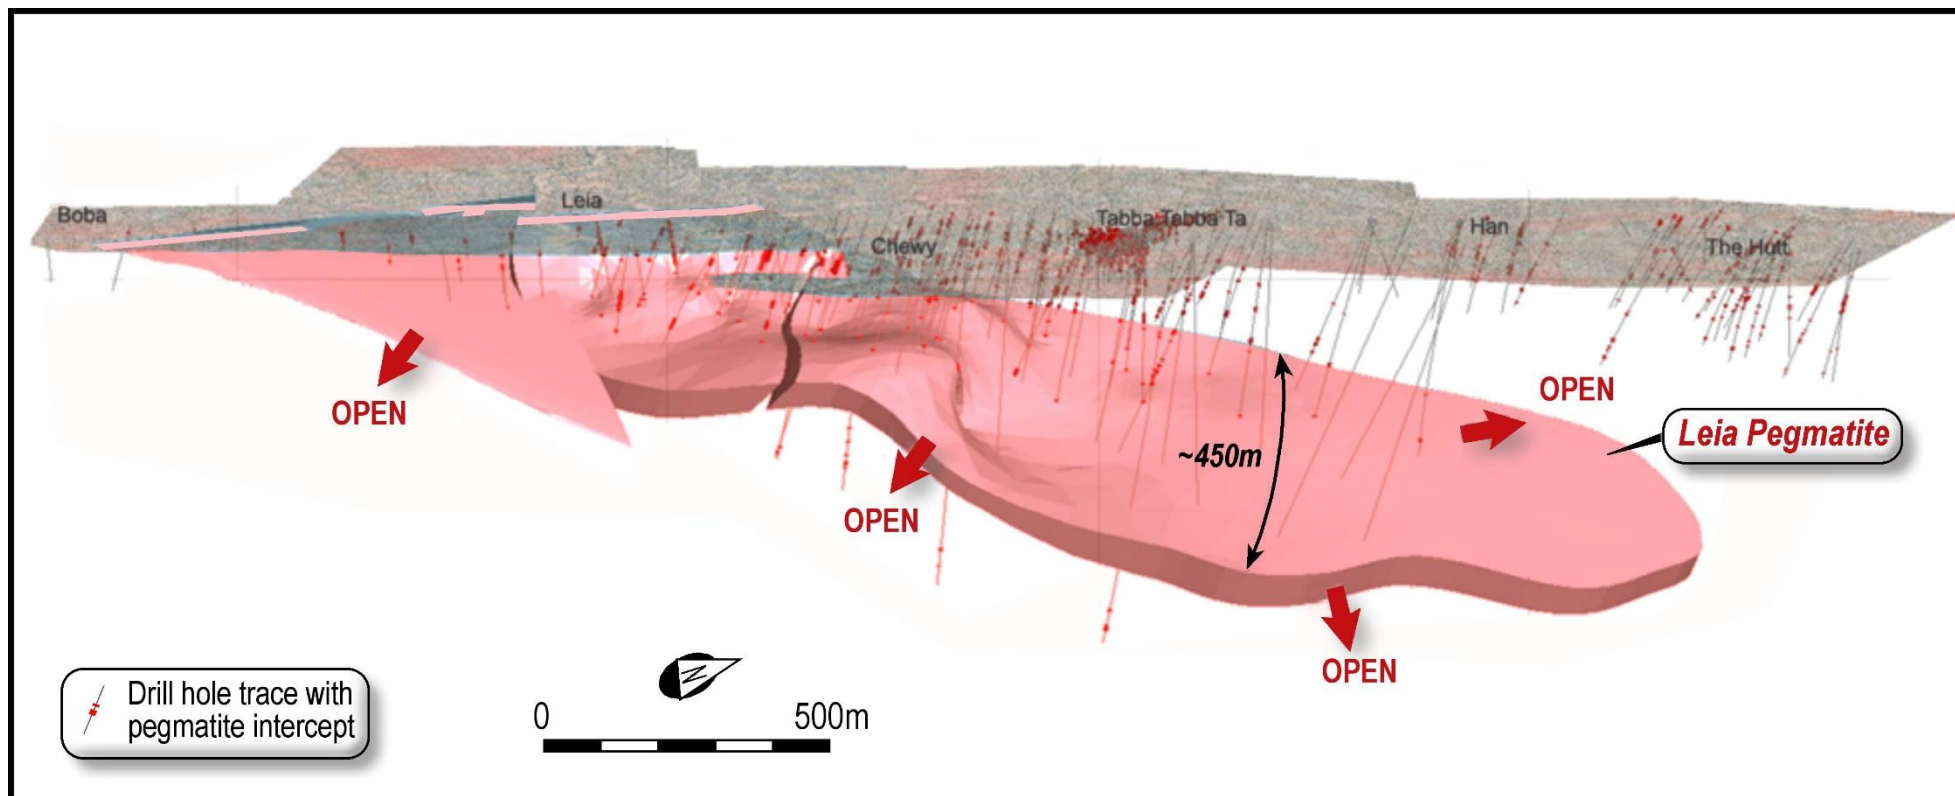 Boba
Leia
Chewy
Tabba Tabba Ta
Han
The Hutt
OPEN
OPEN
OPEN
OPEN
~450m
Leia Pegmatite
Drill hole trace with
pegmatite intercept
N
0 500m